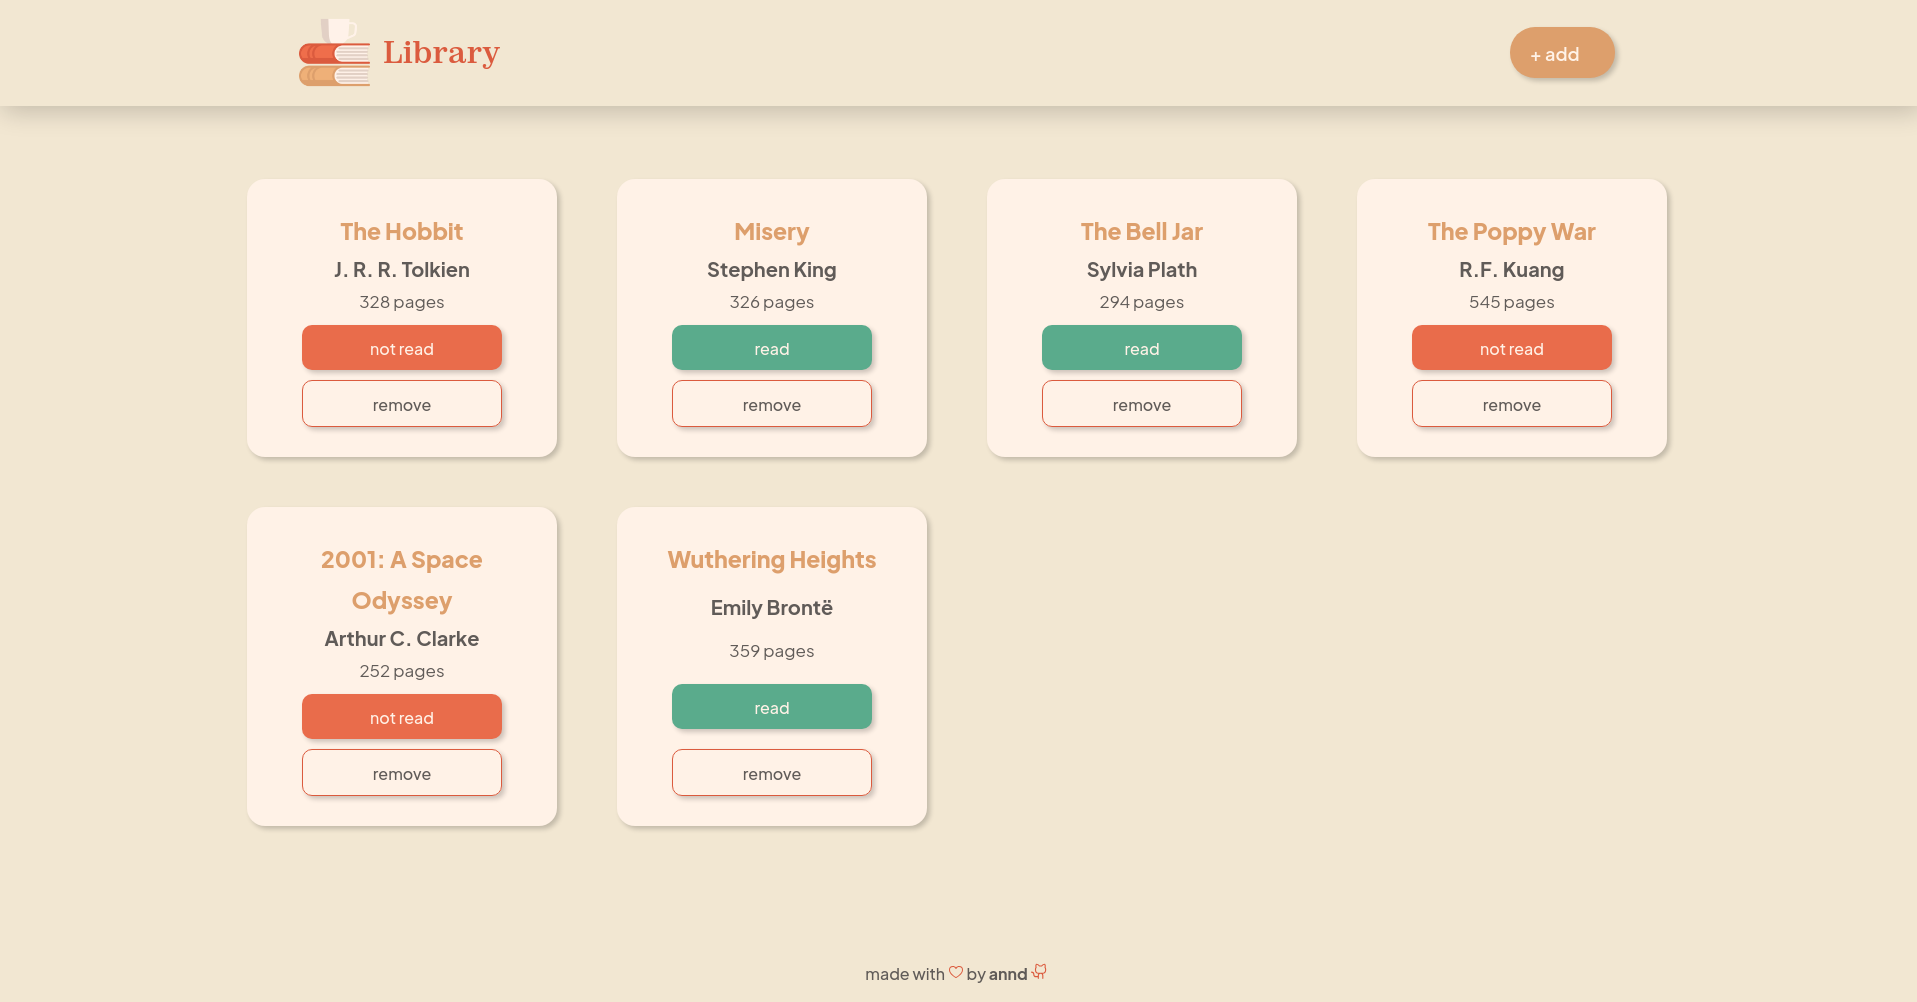 Library
+ add
The Hobbit
J. R. R. Tolkien
328 pages
not read
remove
Misery
Stephen King
326 pages
read
remove
The Bell Jar
Sylvia Plath
294 pages
read
remove
The Poppy War
R.F. Kuang
545 pages
not read
remove
2001: A Space
Odyssey
Arthur C. Clarke
252 pages
not read
remove
Wuthering Heights
Emily Brontë
359 pages
read
remove
made with by annd